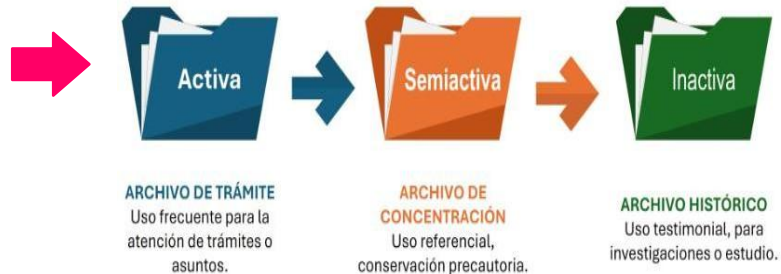 Activa
Semiactiva
Inactiva
ARCHIVO DE TRÁMITE
Uso frecuente para la
atención de trámites o
asuntos.
ARCHIVO DE
CONCENTRACIÓN
Uso referencial,
conservación precautoria.
ARCHIVO HISTÓRICO
Uso testimonial, para
investigaciones o estudio.